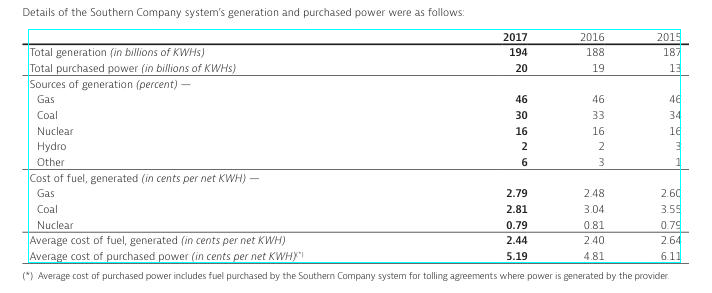 Details of the Southern Company system's generation and purchased power were as follows:
2017 2016 2015
Total generation (in billions of KWHs) 194 188 187
Total purchased power (in billions of KWHs) 20 19 13
Sources of generation (percent) —
Gas 46 46 46
Coal 30 33 34
Nuclear 16 16 16
Hydro 2 2 3
Other 6 3 1
Cost of fuel, generated (in cents per net KWH) —
Gas 2.79 2.48 2.60
Coal 2.81 3.04 3.55
Nuclear 0.79 0.81 0.79
Average cost of fuel, generated (in cents per net KWH) 2.44 2.40 2.64
Average cost of purchased power (in cents per net KWH)(*) 5.19 4.81 6.11
(*) Average cost of purchased power includes fuel purchased by the Southern Company system for tolling agreements where power is generated by the provider.